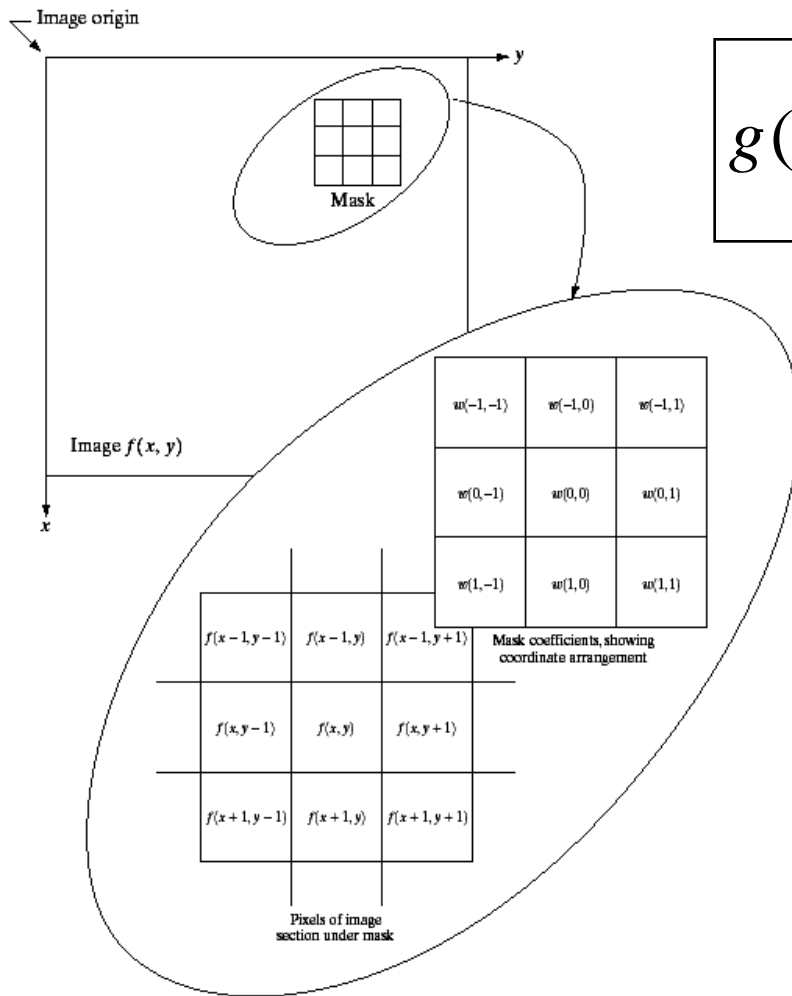 Image origin
y
g(
Mask
w(−1,−1) w(−1,0) w(−1,1)
Image f(x, y)
w(0,−1) w(0,0) w(0,1)
x
w(1,−1) w(1,0) w(1,1)
f(x−1,y−1) f(x−1,y) f(x−1,y+1)
Mask coefficients, showing
coordinate arrangement
f(x,y−1) f(x,y) f(x,y+1)
f(x+1,y−1) f(x+1,y) f(x+1,y+1)
Pixels of image
section under mask